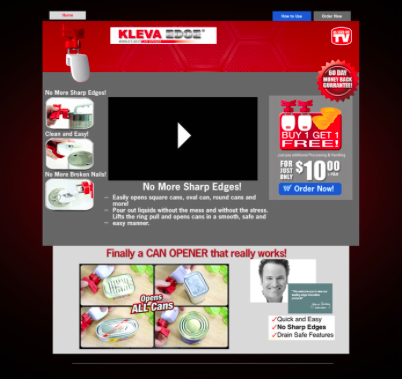 Home
How to Use
Order Now
KLEVA EDGE
AS SEEN ON
TV
60 DAY
MONEY BACK
GUARANTEE!
No More Sharp Edges!
Clean and Easy!
No More Broken Nails!
BUY 1 GET 1
FREE!
FOR
JUST
ONLY
$10.00
Order Now!
No More Sharp Edges!
– Easily opens square cans, oval can, round cans and
more!
– Pour out liquids without the mess and without the stress.
Lifts the ring pull and opens cans in a smooth, safe and
– easy manner.
Finally a CAN OPENER that really works!
Opens
ALL Cans
✓Quick and Easy
✓No Sharp Edges
✓Drain Safe Features